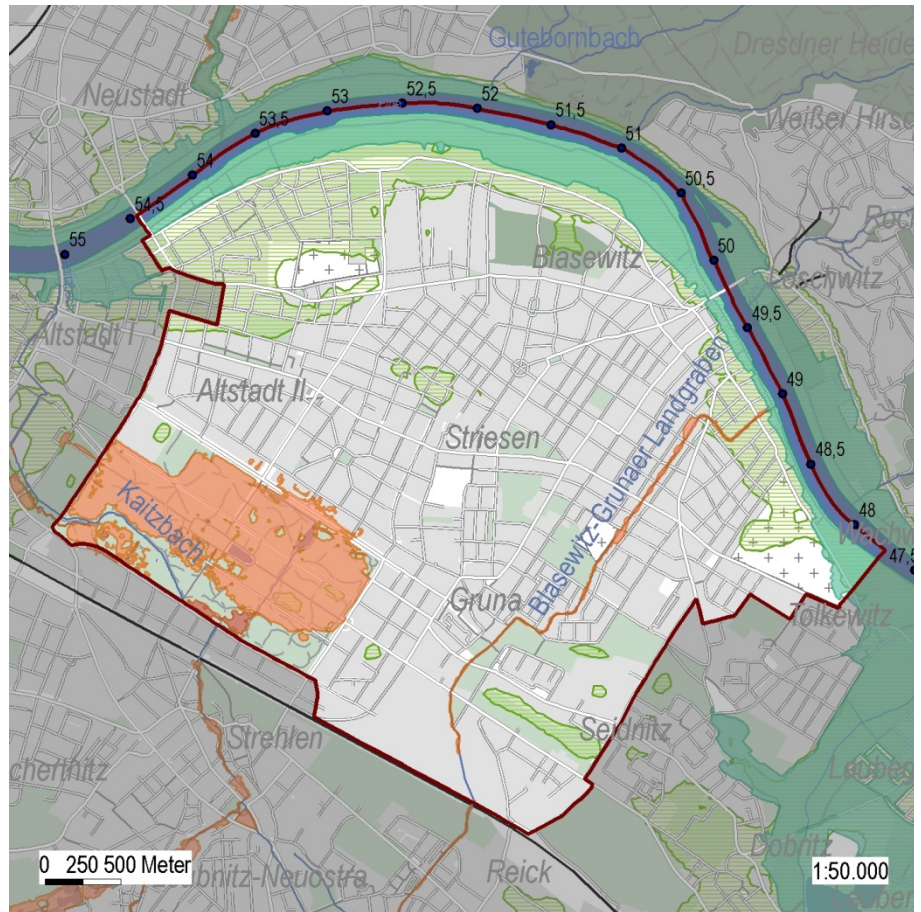 Gutebornbach
Dresdner Heide
Neustadt
52,5
53
52
51,5
53,5
51
Weißer Hirsc
54
50,5
54,5
55
50
Blasewitz
Loschwitz
49,5
Altstadt I
Altstadt II
49
Striesen
Blasewitz-Grunaer Landgraben
48,5
Kaitzbach
48
Wachw
47,5
Gruna
Tolkewitz
Strehlen
Seidnitz
Dobritz
Reick
0 250 500 Meter
1:50.000